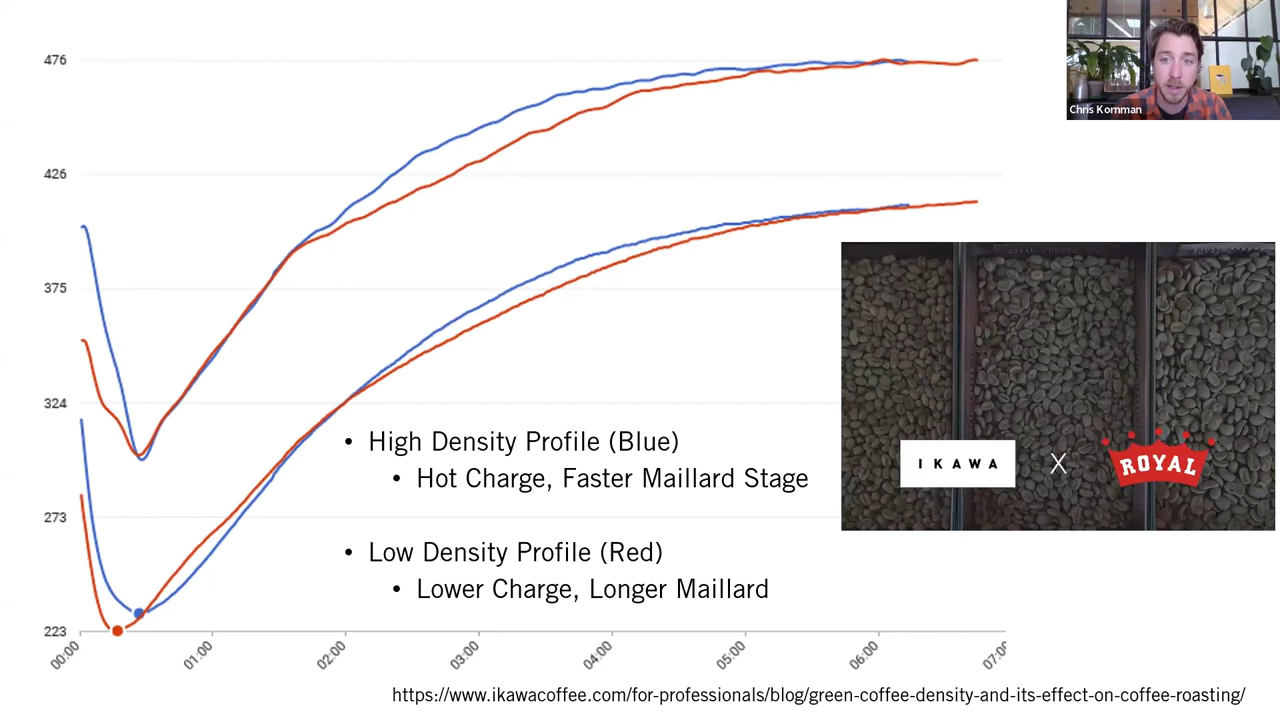 Chris Kornman
476
426
375
324
273
223
00:00
01:00
02:00
03:00
04:00
05:00
06:00
07:00
• High Density Profile (Blue)
• Hot Charge, Faster Maillard Stage
• Low Density Profile (Red)
• Lower Charge, Longer Maillard
IKAWA X ROYAL
https://www.ikawacoffee.com/for-professionals/blog/green-coffee-density-and-its-effect-on-coffee-roasting/